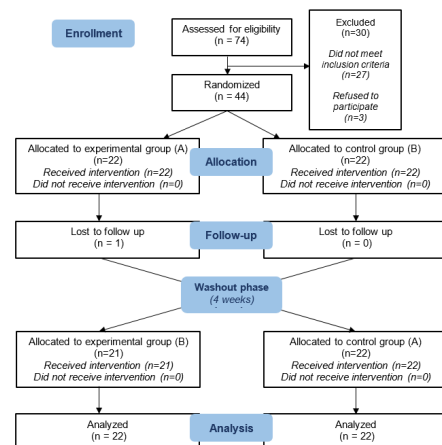 Enrollment
Assessed for eligibility
(n = 74)
Excluded
(n=30)
Did not meet
inclusion criteria
(n=27)
Refused to
participate
(n=3)
Randomized
(n = 44)
Allocated to experimental group (A)
(n=22)
Received intervention (n=22)
Did not receive intervention (n=0)
Allocation
Allocated to control group (B)
(n=22)
Received intervention (n=22)
Did not receive intervention (n=0)
Lost to follow up
(n = 1)
Follow-up
Lost to follow up
(n = 0)
Washout phase
(4 weeks)
Allocated to experimental group (B)
(n=21)
Received intervention (n=21)
Did not receive intervention (n=0)
Allocated to control group (A)
(n=22)
Received intervention (n=22)
Did not receive intervention (n=0)
Analyzed
(n = 22)
Analysis
Analyzed
(n = 22)